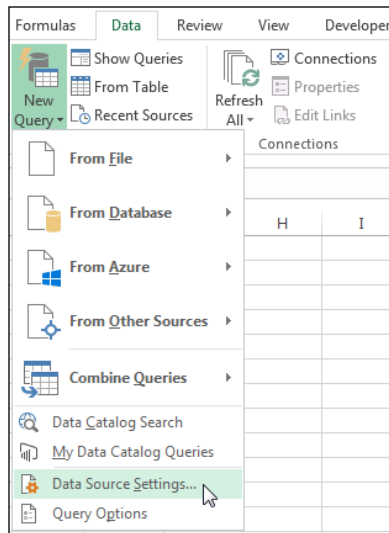 Formulas Data Review View Developer
New Query
Show Queries
From Table
Recent Sources
Refresh All
Connections
Properties
Edit Links
Connections
From File
From Database
From Azure
From Other Sources
Combine Queries
Data Catalog Search
My Data Catalog Queries
Data Source Settings...
Query Options
H I